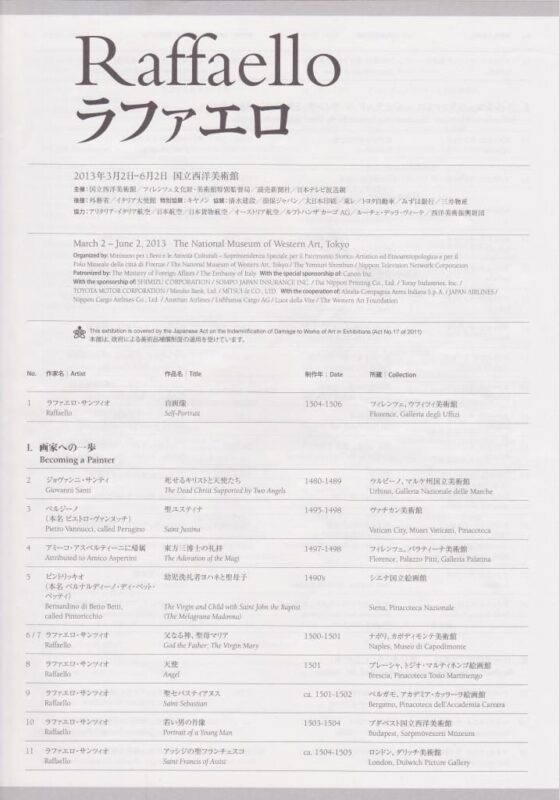 Raffaello
ラファエロ
2013年3月2日-6月2日 国立西洋美術館
主催：国立西洋美術館／フィレンツェ文化財・美術館特別監督局／読売新聞社／日本テレビ放送網
後援：外務省／イタリア大使館 特別協賛：キヤノン 協賛：清水建設／損保ジャパン／大日本印刷／東レ／トヨタ自動車／みずほ銀行／三井物産
協力：アリタリア-イタリア航空／日本航空／日本貨物航空／オーストリア航空／ルフトハンザ カーゴ AG／ルーチェ・デッラ・ヴィータ／西洋美術振興財団
March 2 – June 2, 2013 The National Museum of Western Art, Tokyo
Organized by: Ministero per i Beni e le Attività Culturali – Soprintendenza Speciale per il Patrimonio Storico Artistico ed Etnoantropologico e per il
Polo Museale della città di Firenze / The National Museum of Western Art, Tokyo / The Yomiuri Shimbun / Nippon Television Network Corporation
Patronized by: The Ministry of Foreign Affairs / The Embassy of Italy With the special sponsorship of: Canon Inc.
With the sponsorship of: SHIMIZU CORPORATION / SOMPO JAPAN INSURANCE INC. / Dai Nippon Printing Co., Ltd. / Toray Industries, Inc. /
TOYOTA MOTOR CORPORATION / Mizuho Bank, Ltd. / MITSUI & CO., LTD. With the cooperation of: Alitalia Compagnia Aerea Italiana S.p.A. / JAPAN AIRLINES /
Nippon Cargo Airlines Co., Ltd. / Austrian Airlines / Lufthansa Cargo AG / Luce della Vita / The Western Art Foundation
This exhibition is covered by the Japanese Act on the Indemnification of Damage to Works of Art in Exhibitions (Act No.17 of 2011)
本展は、政府による美術品補償制度の適用を受けています。
No. 作家名｜Artist 作品名｜Title 制作年｜Date 所蔵｜Collection
1 ラファエロ・サンツィオ 自画像 1504-1506 フィレンツェ、ウフィツィ美術館
Raffaello Self-Portrait Florence, Galleria degli Uffizi
I. 画家への一歩
Becoming a Painter
2 ジョヴァンニ・サンティ 死せるキリストと天使たち 1480-1489 ウルビーノ、マルケ州国立美術館
Giovanni Santi The Dead Christ Supported by Two Angels Urbino, Galleria Nazionale delle Marche
3 ペルジーノ 聖ユスティナ 1495-1498 ヴァチカン美術館
（本名 ピエトロ・ヴァンヌッチ）
Pietro Vannucci, called Perugino Saint Justina Vatican City, Musei Vaticani, Pinacoteca
4 アミーコ・アスペルティーニに帰属 東方三博士の礼拝 1497-1498 フィレンツェ、パラティーナ美術館
Attributed to Amico Aspertini The Adoration of the Magi Florence, Palazzo Pitti, Galleria Palatina
5 ピントリッキオ 幼児洗礼者ヨハネと聖母子 1490's シエナ国立絵画館
（本名 ベルナルディーノ・ディ・ベット・
ベッティ）
Bernardino di Betto Betti, The Virgin and Child with Saint John the Baptist Siena, Pinacoteca Nazionale
called Pintoricchio (The Melagrana Madonna)
6 / 7 ラファエロ・サンツィオ 父なる神、聖母マリア 1500-1501 ナポリ、カポディモンテ美術館
Raffaello God the Father; The Virgin Mary Naples, Museo di Capodimonte
8 ラファエロ・サンツィオ 天使 1501 ブレーシャ、トジオ・マルティネンゴ絵画館
Raffaello Angel Brescia, Pinacoteca Tosio Martinengo
9 ラファエロ・サンツィオ 聖セバスティアヌス ca. 1501-1502 ベルガモ、アカデミア・カッラーラ絵画館
Raffaello Saint Sebastian Bergamo, Pinacoteca dell'Accademia Carrara
10 ラファエロ・サンツィオ 若い男の肖像 1503-1504 ブダペスト国立西洋美術館
Raffaello Portrait of a Young Man Budapest, Szépművészeti Múzeum
11 ラファエロ・サンツィオ アッシジの聖フランチェスコ ca. 1504-1505 ロンドン、ダリッチ美術館
Raffaello Saint Francis of Assisi London, Dulwich Picture Gallery